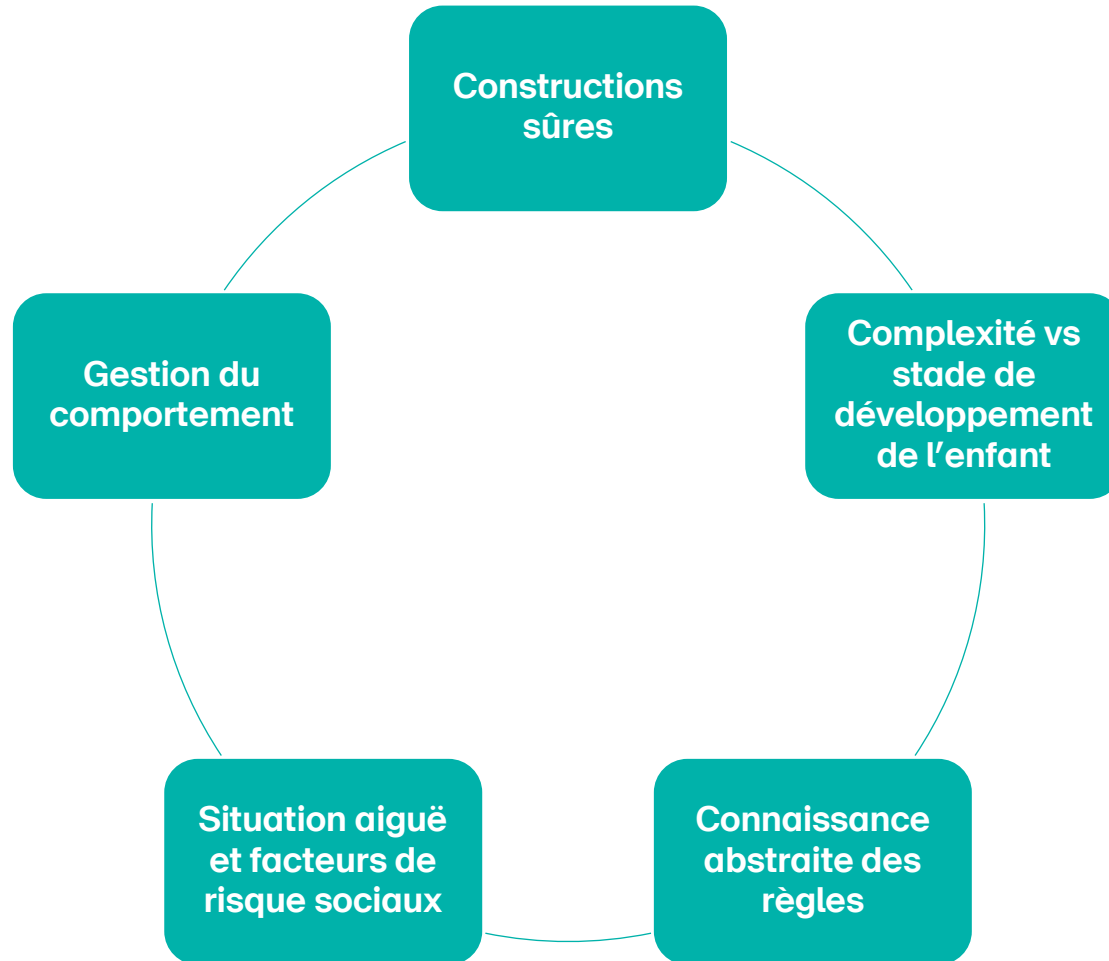 Constructions
sûres
Complexité vs
stade de
développement
de l'enfant
Connaissance
abstraite des
règles
Situation aiguë
et facteurs de
risque sociaux
Gestion du
comportement